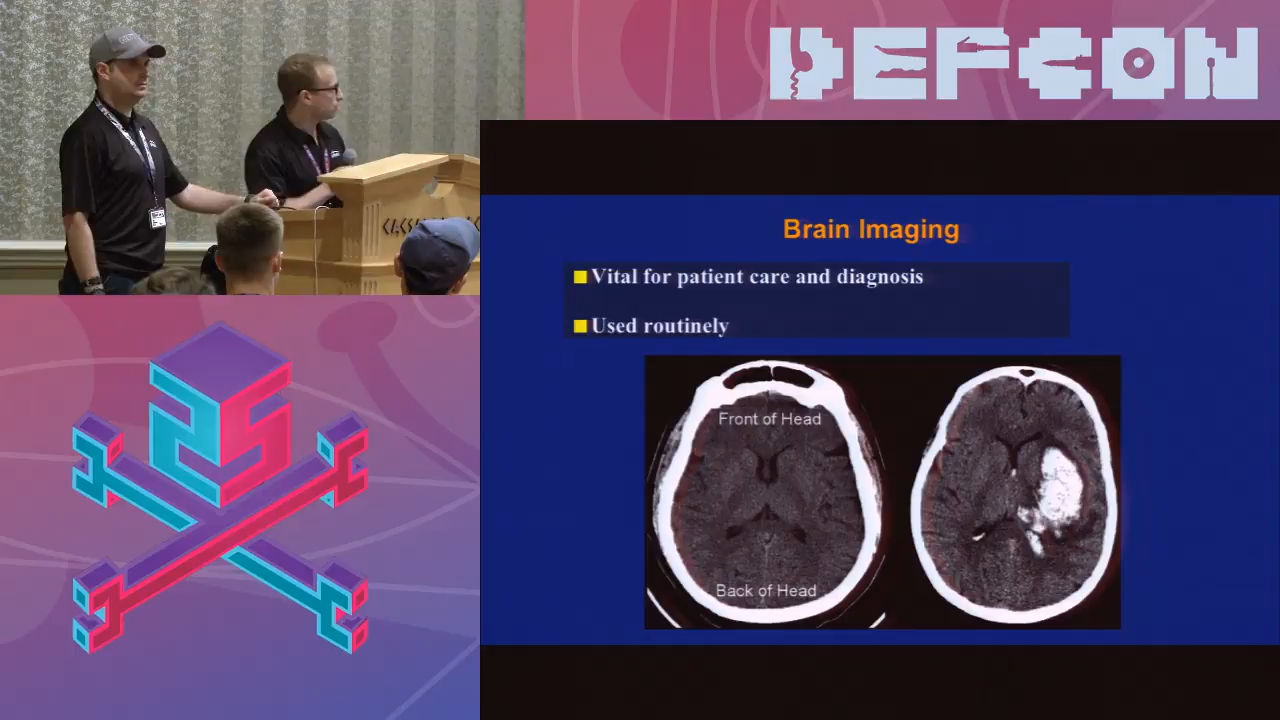 DEFCON
Brain Imaging
Vital for patient care and diagnosis
Used routinely
Front of Head
Back of Head